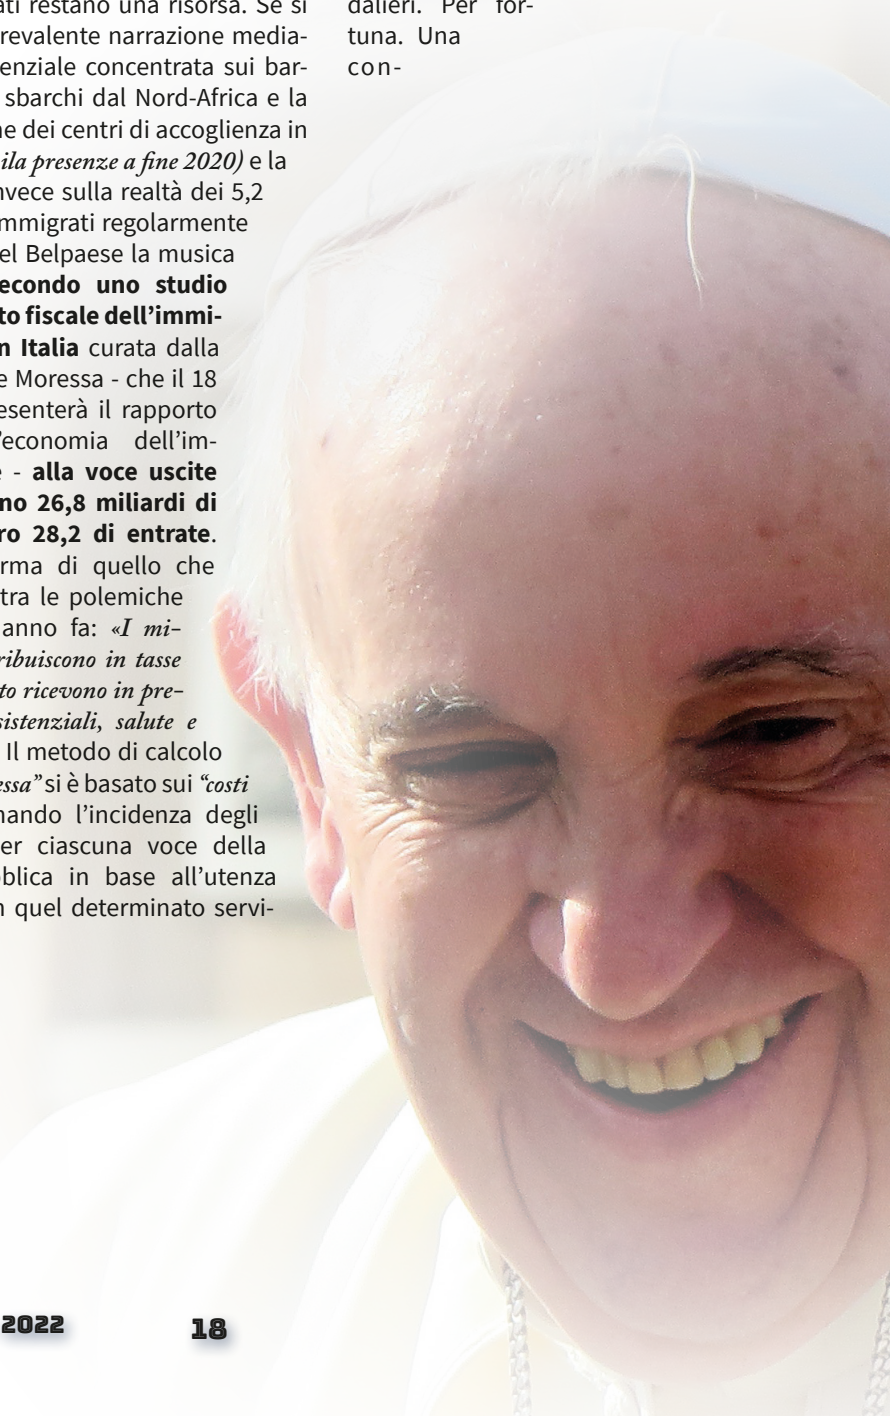 ati restano una risorsa. Se si
revalente narrazione media-
enziale concentrata sui bar-
sbarchi dal Nord-Africa e la
ne dei centri di accoglienza in
ila presenze a fine 2020) e la
nvece sulla realtà dei 5,2
mmigrati regolarmente
el Belpaese la musica
econdo uno studio
to fiscale dell’immi-
n Italia curata dalla
e Moressa - che il 18
esenterà il rapporto
’economia dell’im-
e - alla voce uscite
no 26,8 miliardi di
ro 28,2 di entrate.
rma di quello che
tra le polemiche
anno fa: «I mi-
ribuiscono in tasse
to ricevono in pre-
sistenziali, salute e
Il metodo di calcolo
essa” si è basato sui “costi
nando l’incidenza degli
er ciascuna voce della
blica in base all’utenza
n quel determinato servi-
dalieri. Per for-
tuna. Una
con-
2022
18